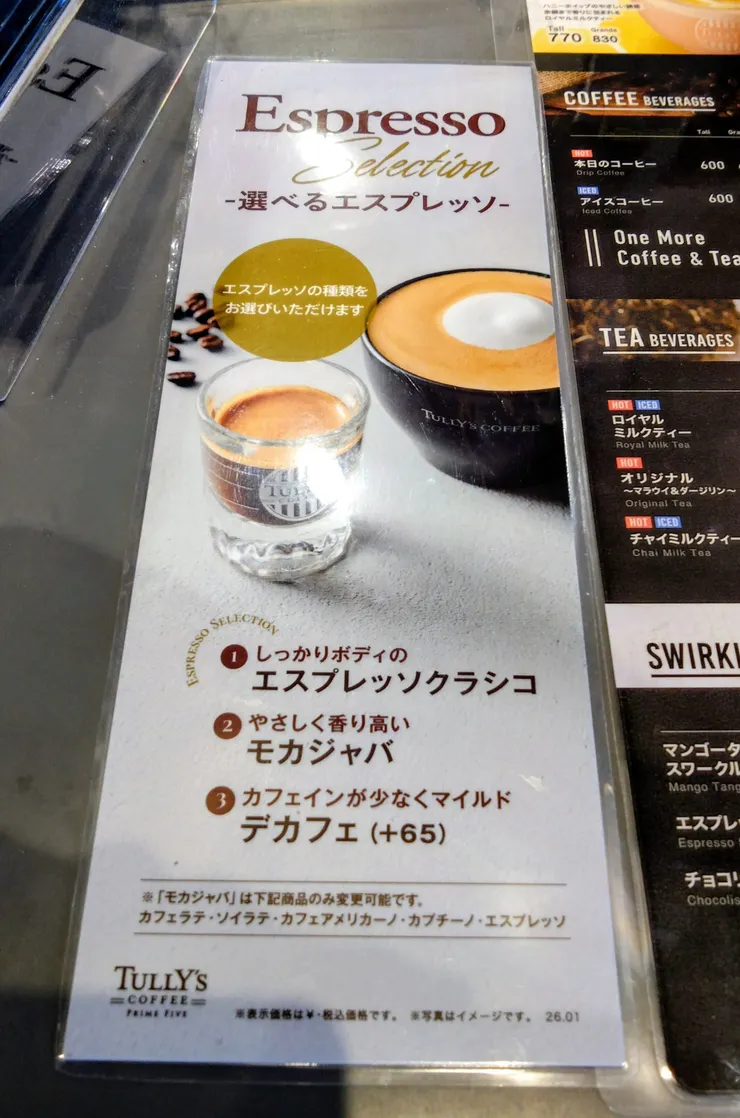 Espresso
Selection
-選べるエスプレッソ-
エスプレッソの種類を
お選びいただけます
TULLY'S COFFEE
ESPRESSO SELECTION
1 しっかりボディの
エスプレッソクラシコ
2 やさしく香り高い
モカジャバ
3 カフェインが少なくマイルド
デカフェ (+65)
※「モカジャバ」は下記商品のみ変更可能です。
カフェラテ・ソイラテ・カフェアメリカーノ・カプチーノ・エスプレッソ
TULLY'S
COFFEE
PRIME FIVE
※表示価格は¥・税込価格です。 ※写真はイメージです。 26.01
ロイヤルミルクティー
Tall Grande
770 830
COFFEE BEVERAGES
Tall
HOT
本日のコーヒー 600
Drip Coffee
ICED
アイスコーヒー 600
Iced Coffee
One More
Coffee & Tea
TEA BEVERAGES
HOT ICED
ロイヤル
ミルクティー
Royal Milk Tea
HOT
オリジナル
～マラウイ&ダージリン～
Original Tea
HOT ICED
チャイミルクティー
Chai Milk Tea
マンゴータ
スワークル
Mango
エスプレ
Espresso